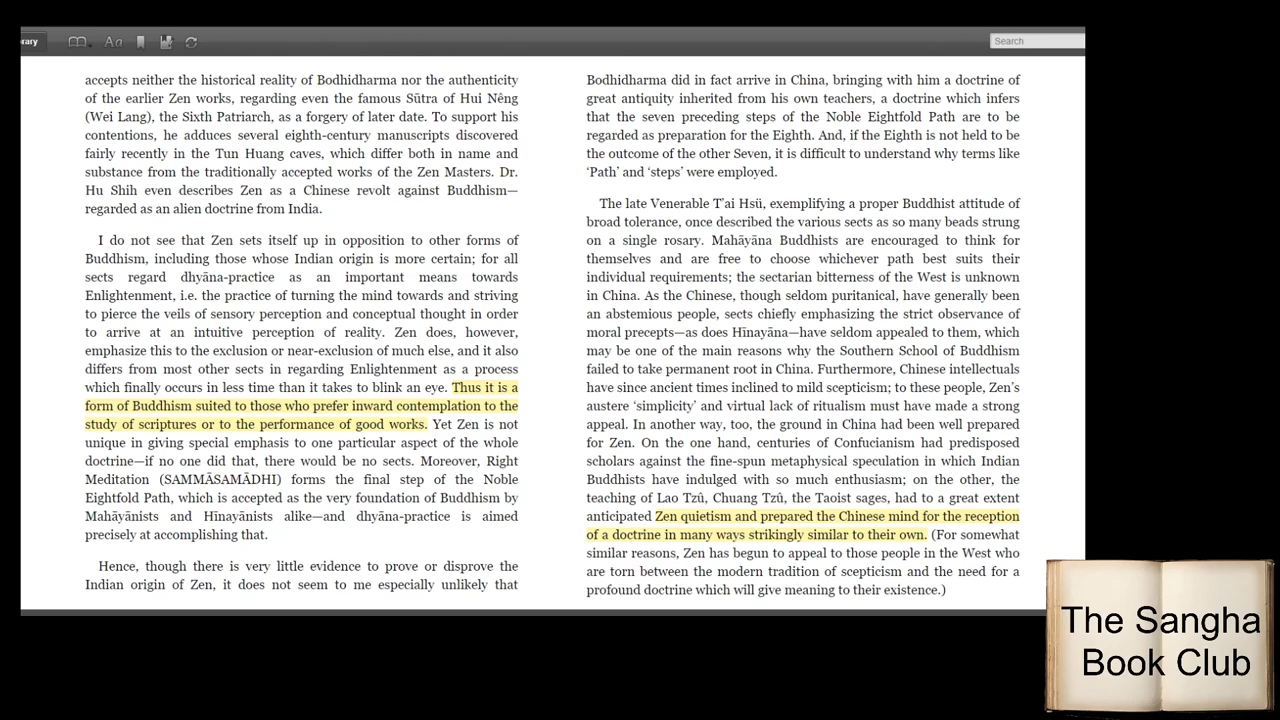 rary
Aa
Search
accepts neither the historical reality of Bodhidharma nor the authenticity
of the earlier Zen works, regarding even the famous Sūtra of Hui Nêng
(Wei Lang), the Sixth Patriarch, as a forgery of later date. To support his
contentions, he adduces several eighth-century manuscripts discovered
fairly recently in the Tun Huang caves, which differ both in name and
substance from the traditionally accepted works of the Zen Masters. Dr.
Hu Shih even describes Zen as a Chinese revolt against Buddhism—
regarded as an alien doctrine from India.
I do not see that Zen sets itself up in opposition to other forms of
Buddhism, including those whose Indian origin is more certain; for all
sects regard dhyāna-practice as an important means towards
Enlightenment, i.e. the practice of turning the mind towards and striving
to pierce the veils of sensory perception and conceptual thought in order
to arrive at an intuitive perception of reality. Zen does, however,
emphasize this to the exclusion or near-exclusion of much else, and it also
differs from most other sects in regarding Enlightenment as a process
which finally occurs in less time than it takes to blink an eye. Thus it is a
form of Buddhism suited to those who prefer inward contemplation to the
study of scriptures or to the performance of good works. Yet Zen is not
unique in giving special emphasis to one particular aspect of the whole
doctrine—if no one did that, there would be no sects. Moreover, Right
Meditation (SAMMĀSAMĀDHI) forms the final step of the Noble
Eightfold Path, which is accepted as the very foundation of Buddhism by
Mahāyānists and Hīnayānists alike—and dhyāna-practice is aimed
precisely at accomplishing that.
Hence, though there is very little evidence to prove or disprove the
Indian origin of Zen, it does not seem to me especially unlikely that
Bodhidharma did in fact arrive in China, bringing with him a doctrine of
great antiquity inherited from his own teachers, a doctrine which infers
that the seven preceding steps of the Noble Eightfold Path are to be
regarded as preparation for the Eighth. And, if the Eighth is not held to be
the outcome of the other Seven, it is difficult to understand why terms like
‘Path’ and ‘steps’ were employed.
The late Venerable T’ai Hsü, exemplifying a proper Buddhist attitude of
broad tolerance, once described the various sects as so many beads strung
on a single rosary. Mahāyāna Buddhists are encouraged to think for
themselves and are free to choose whichever path best suits their
individual requirements; the sectarian bitterness of the West is unknown
in China. As the Chinese, though seldom puritanical, have generally been
an abstemious people, sects chiefly emphasizing the strict observance of
moral precepts—as does Hīnayāna—have seldom appealed to them, which
may be one of the main reasons why the Southern School of Buddhism
failed to take permanent root in China. Furthermore, Chinese intellectuals
have since ancient times inclined to mild scepticism; to these people, Zen’s
austere ‘simplicity’ and virtual lack of ritualism must have made a strong
appeal. In another way, too, the ground in China had been well prepared
for Zen. On the one hand, centuries of Confucianism had predisposed
scholars against the fine-spun metaphysical speculation in which Indian
Buddhists have indulged with so much enthusiasm; on the other, the
teaching of Lao Tzû, Chuang Tzû, the Taoist sages, had to a great extent
anticipated Zen quietism and prepared the Chinese mind for the reception
of a doctrine in many ways strikingly similar to their own. (For somewhat
similar reasons, Zen has begun to appeal to those people in the West who
are torn between the modern tradition of scepticism and the need for a
profound doctrine which will give meaning to their existence.)
The Sangha
Book Club